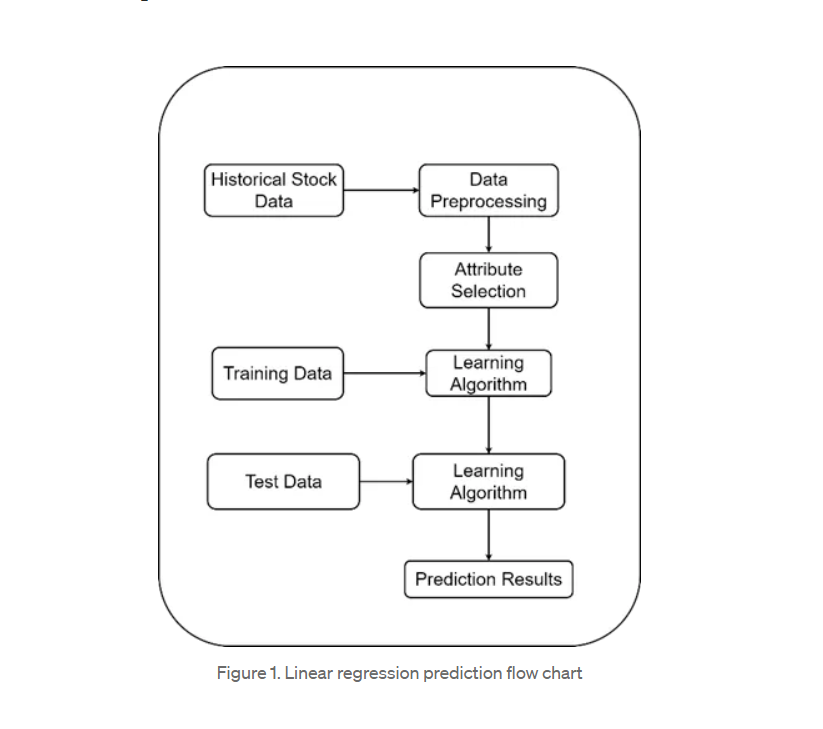 Historical Stock
Data
Data
Preprocessing
Attribute
Selection
Training Data
Learning
Algorithm
Test Data
Learning
Algorithm
Prediction Results
Figure 1. Linear regression prediction flow chart